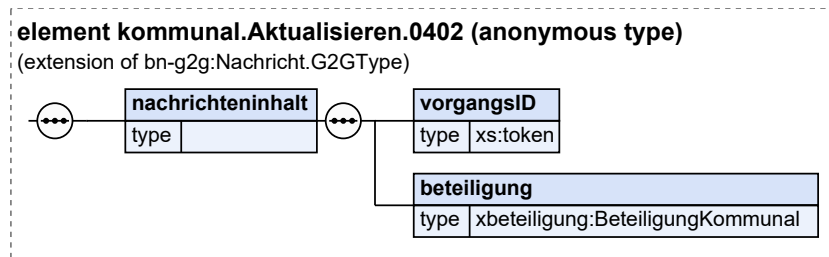 element kommunal.Aktualisieren.0402 (anonymous type)
(extension of bn-g2g:Nachricht.G2GType)
nachrichteninhalt
type
vorgangsID
type xs:token
beteiligung
type xbeteiligung:BeteiligungKommunal